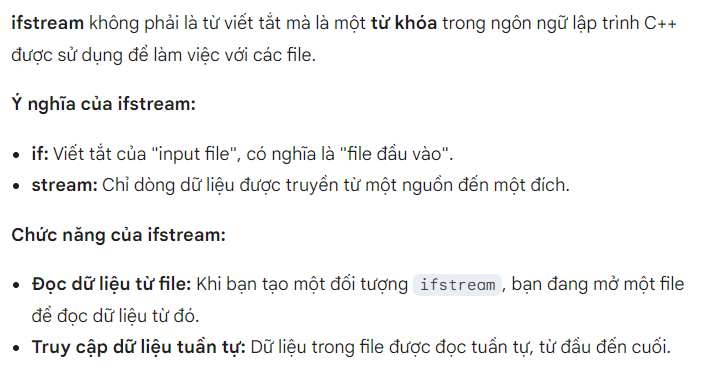 ifstream không phải là từ viết tắt mà là một từ khóa trong ngôn ngữ lập trình C++
được sử dụng để làm việc với các file.
Ý nghĩa của ifstream:
• if: Viết tắt của "input file", có nghĩa là "file đầu vào".
• stream: Chỉ dòng dữ liệu được truyền từ một nguồn đến một đích.
Chức năng của ifstream:
• Đọc dữ liệu từ file: Khi bạn tạo một đối tượng ifstream, bạn đang mở một file
để đọc dữ liệu từ đó.
• Truy cập dữ liệu tuần tự: Dữ liệu trong file được đọc tuần tự, từ đầu đến cuối.